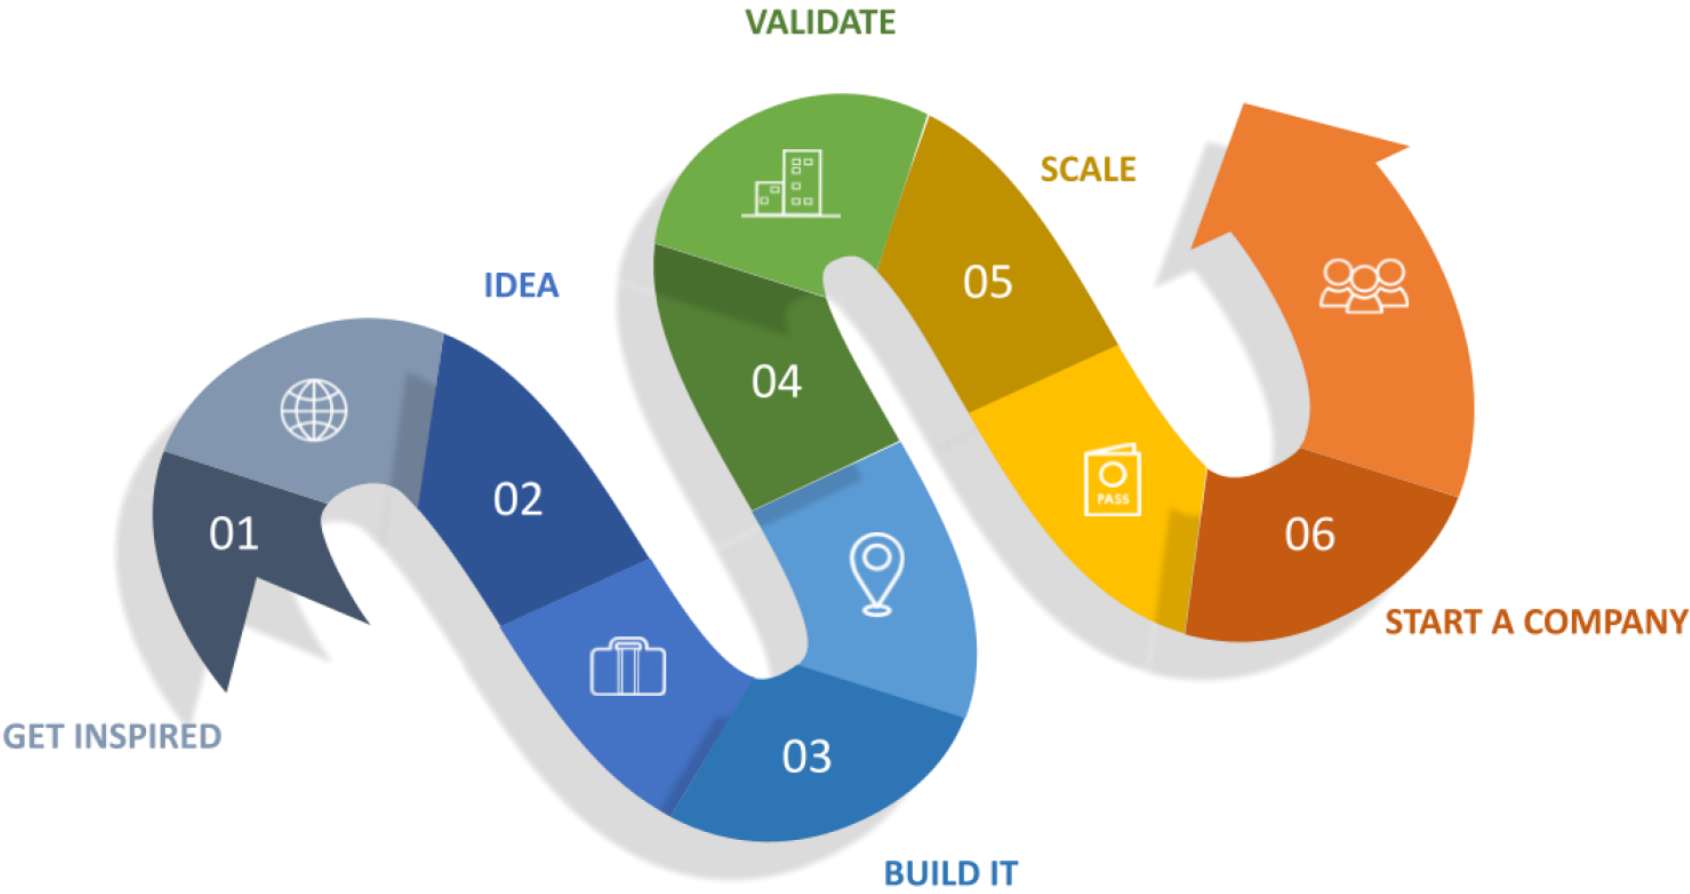 GET INSPIRED
01
IDEA
02
BUILD IT
03
VALIDATE
04
SCALE
05
PASS
START A COMPANY
06